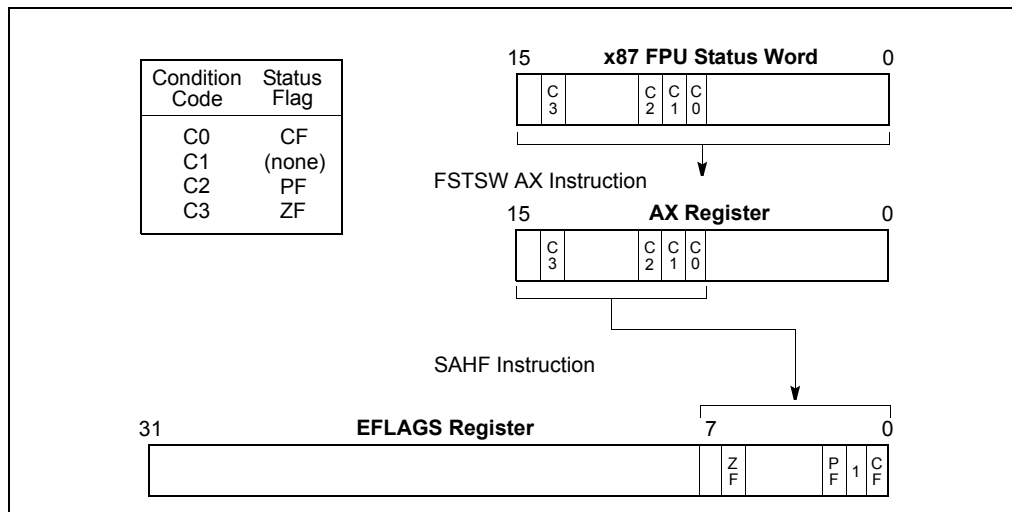 Condition Code Status Flag
C0 CF
C1 (none)
C2 PF
C3 ZF
15 x87 FPU Status Word 0
C3 C2 C1 C0
FSTSW AX Instruction
15 AX Register 0
C3 C2 C1 C0
SAHF Instruction
31 EFLAGS Register 7 0
ZF PF 1 CF